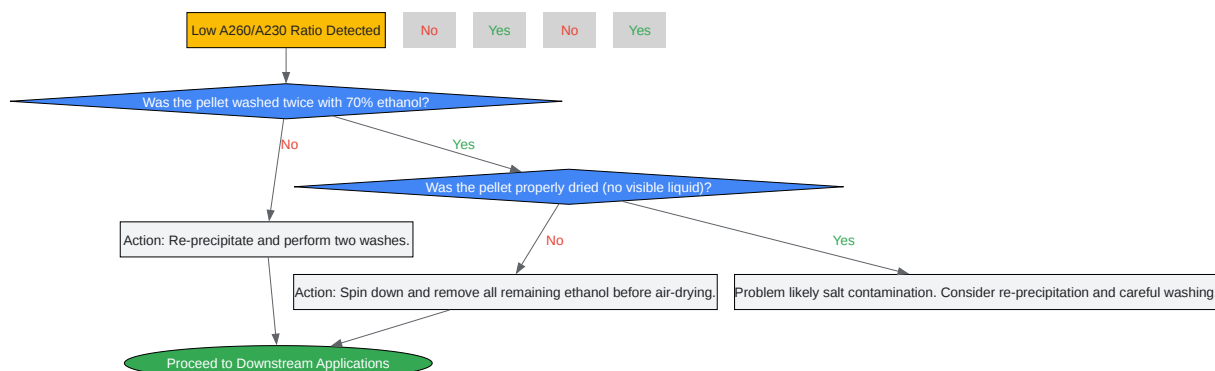 Low A260/A230 Ratio Detected
No
Yes
No
Yes
Was the pellet washed twice with 70% ethanol?
No
Yes
Was the pellet properly dried (no visible liquid)?
Action: Re-precipitate and perform two washes.
No
Yes
Action: Spin down and remove all remaining ethanol before air-drying.
Problem likely salt contamination. Consider re-precipitation and careful washing
Proceed to Downstream Applications